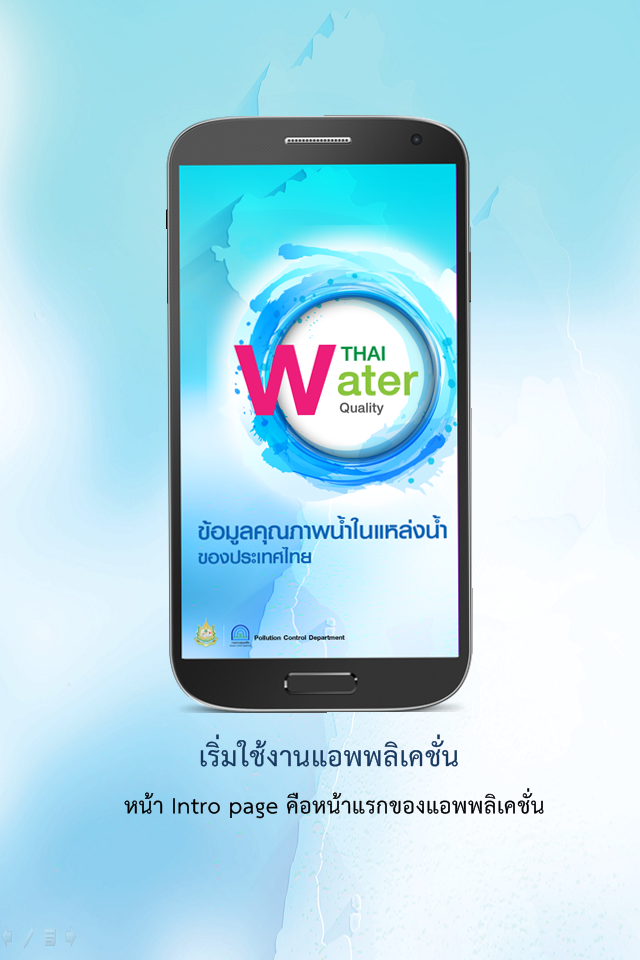 THAI
Water
Quality
ข้อมูลคุณภาพน้ำในแหล่งน้ำ
ของประเทศไทย
Pollution Control Department
เริ่มใช้งานแอพพลิเคชั่น
หน้า Intro page คือหน้าแรกของแอพพลิเคชั่น